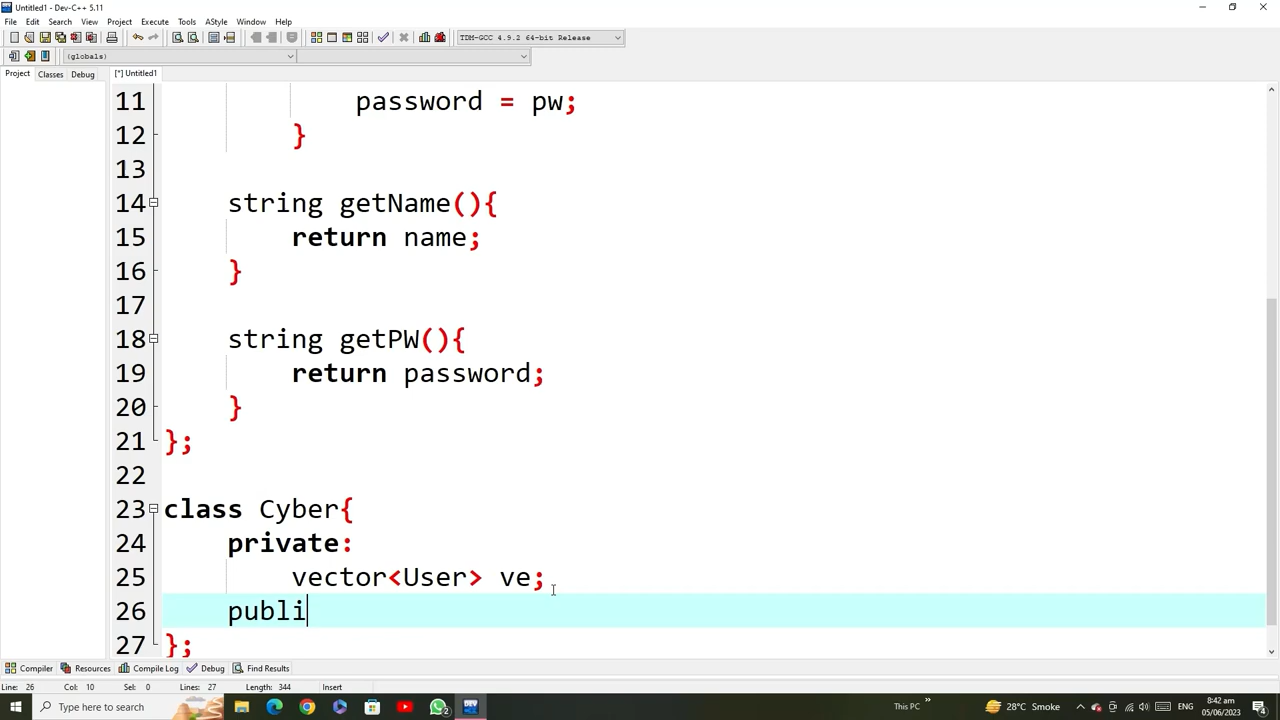 Untitled1 - Dev-C++ 5.11
File Edit Search View Project Execute Tools AStyle Window Help
TDM-GCC 4.9.2 64-bit Release
(globals)
Project Classes Debug [*] Untitled1
11 password = pw;
12 }
13
14 string getName(){
15 return name;
16 }
17
18 string getPW(){
19 return password;
20 }
21 };
22
23 class Cyber{
24 private:
25 vector<User> ve;
26 publi
27 };
Compiler Resources Compile Log Debug Find Results
Line: 26 Col: 10 Sel: 0 Lines: 27 Length: 344 Insert
Type here to search 2 This PC » 28°C Smoke 8:42 am
05/06/2023 4